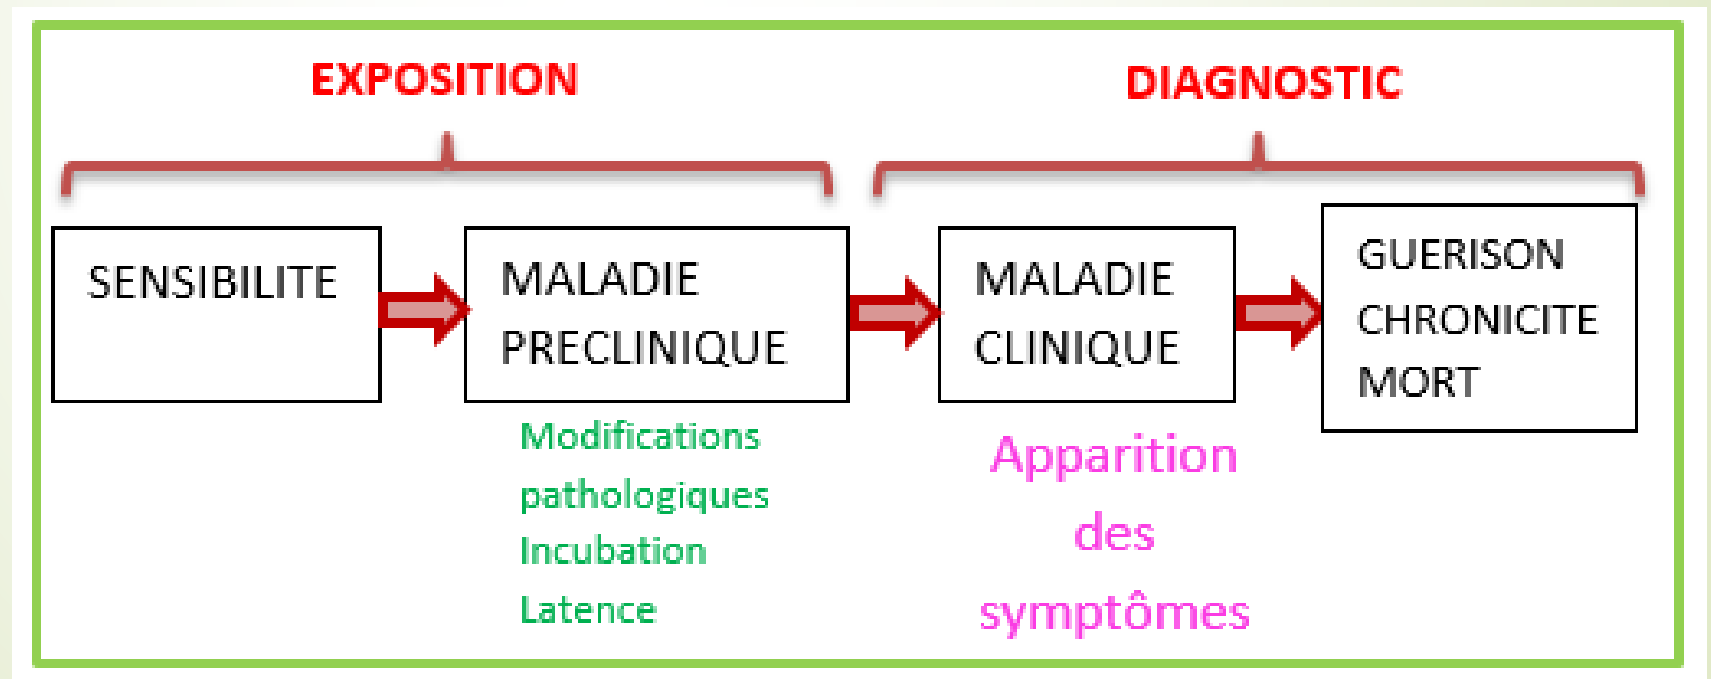 EXPOSITION
DIAGNOSTIC
SENSIBILITE
MALADIE
PRECLINIQUE
MALADIE
CLINIQUE
GUERISON
CHRONICITE
MORT
Modifications
pathologiques
Incubation
Latence
Apparition
des
symptômes